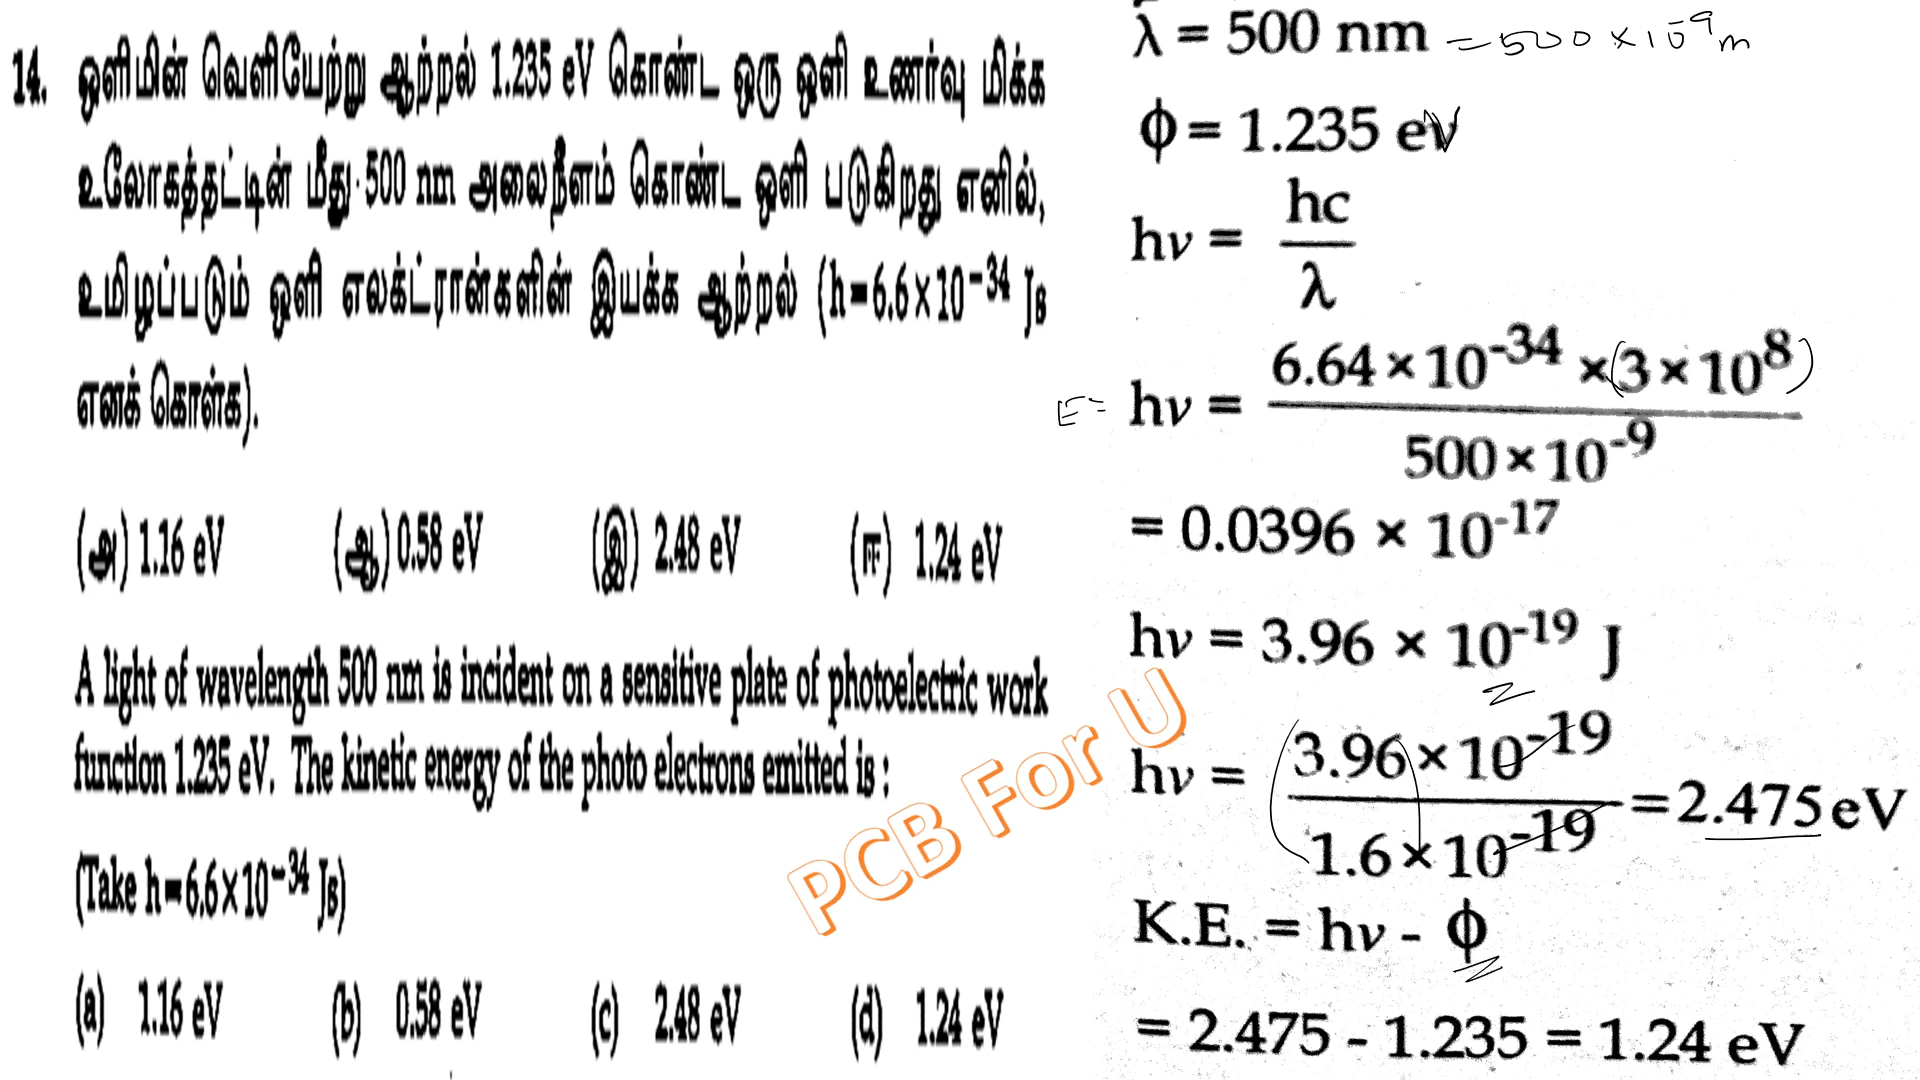 14. ஒளிமின் வெளியேற்று ஆற்றல் 1.235 eV கொண்ட ஒரு ஒளி உணர்வு மிக்க
உலோகத்தட்டின் மீது 500 nm அலைநீளம் கொண்ட ஒளி படுகிறது எனில்,
உமிழப்படும் ஒளி எலக்ட்ரான்களின் இயக்க ஆற்றல் (h=6.6×10⁻³⁴ Js
எனக் கொள்க).
(அ) 1.16 eV (ஆ) 0.58 eV (இ) 2.48 eV (ஈ) 1.24 eV
A light of wavelength 500 nm is incident on a sensitive plate of photoelectric work
function 1.235 eV. The kinetic energy of the photo electrons emitted is :
(Take h=6.6×10⁻³⁴ Js)
(a) 1.16 eV (b) 0.58 eV (c) 2.48 eV (d) 1.24 eV
PCB For U
λ = 500 nm = 500 × 10⁻⁹ m
ϕ = 1.235 eV
hν = hc / λ
E = hν = 6.64 × 10⁻³⁴ × (3 × 10⁸) / 500 × 10⁻⁹
= 0.0396 × 10⁻¹⁷
hν = 3.96 × 10⁻¹⁹ J
hν = 3.96 × 10⁻¹⁹ / 1.6 × 10⁻¹⁹ = 2.475 eV
K.E. = hν - ϕ
= 2.475 - 1.235 = 1.24 eV